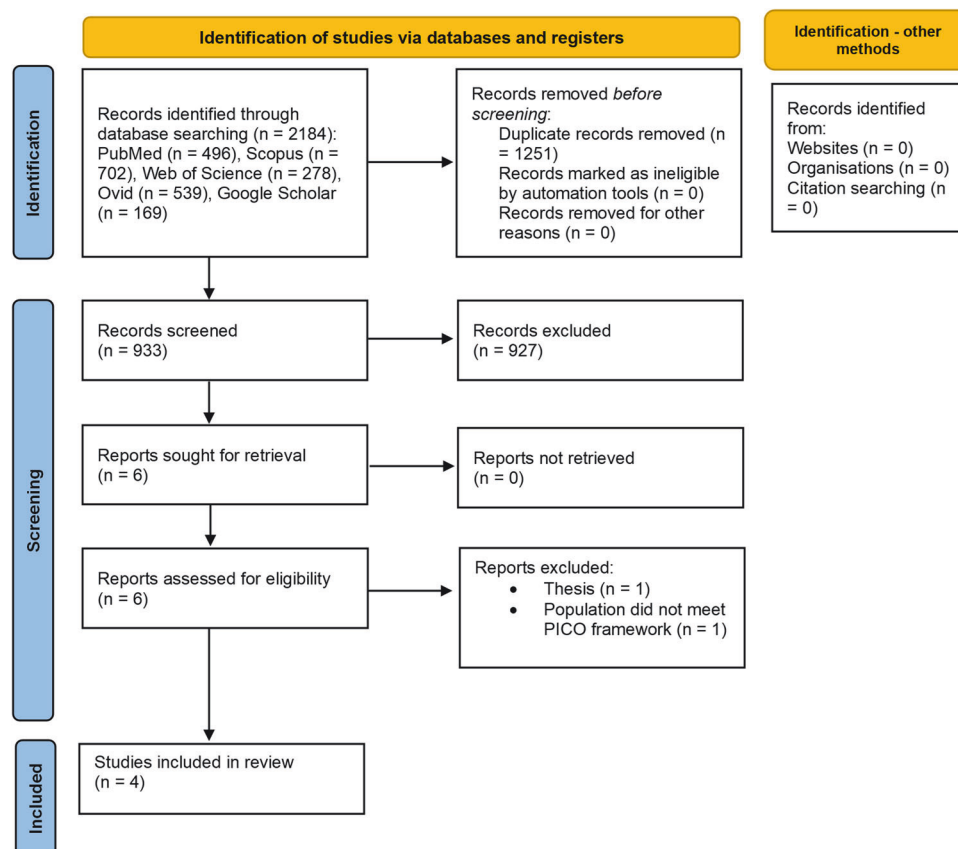 Identification of studies via databases and registers
Identification - other
methods
Identification
Records identified through
database searching (n = 2184):
PubMed (n = 496), Scopus (n =
702), Web of Science (n = 278),
Ovid (n = 539), Google Scholar
(n = 169)
Records removed before
screening:
Duplicate records removed (n
= 1251)
Records marked as ineligible
by automation tools (n = 0)
Records removed for other
reasons (n = 0)
Records identified
from:
Websites (n = 0)
Organisations (n = 0)
Citation searching (n
= 0)
Screening
Records screened
(n = 933)
Records excluded
(n = 927)
Reports sought for retrieval
(n = 6)
Reports not retrieved
(n = 0)
Reports assessed for eligibility
(n = 6)
Reports excluded:
• Thesis (n = 1)
• Population did not meet
PICO framework (n = 1)
Included
Studies included in review
(n = 4)